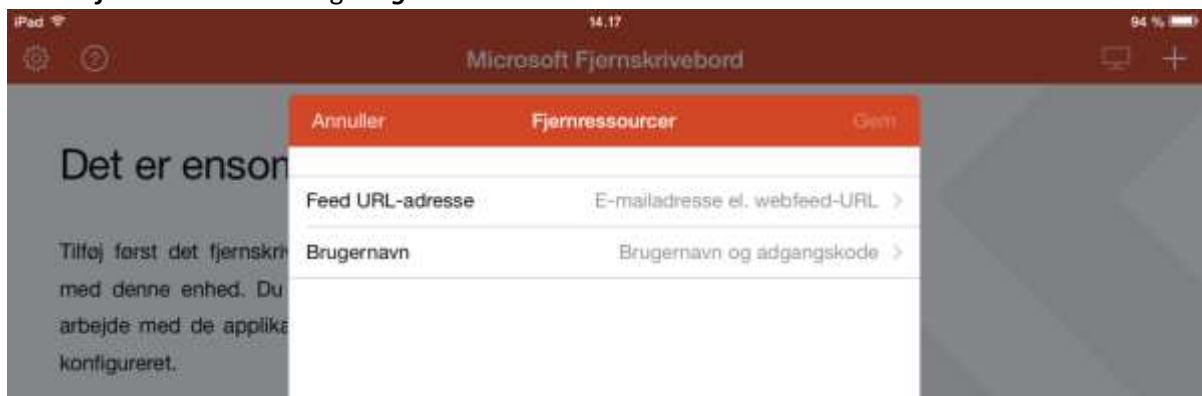 iPad 14.17 94 %
Microsoft Fjernskrivebord
Annuller Fjernressourcer Gem
Det er enson
Feed URL-adresse E-mailadresse el. webfeed-URL
Tilføj først det fjernskriv
Brugernavn Brugernavn og adgangskode
med denne enhed. Du
arbejde med de applika
konfigureret.